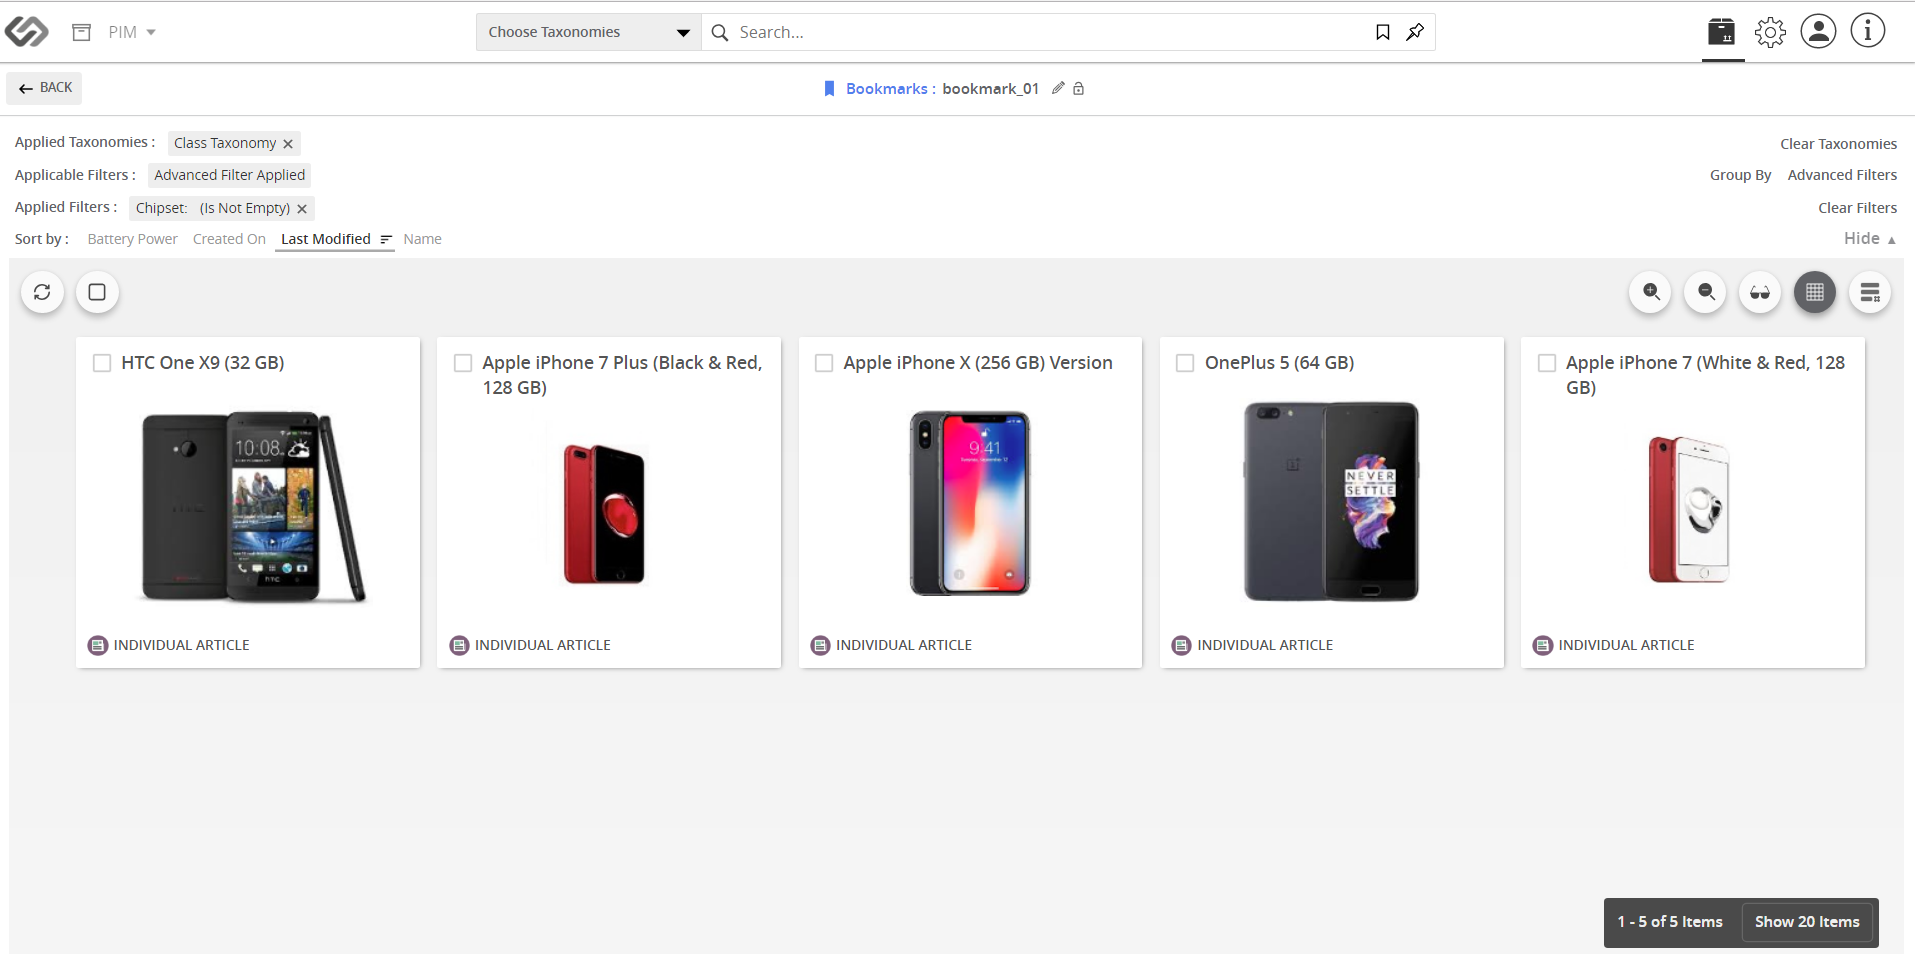 PIM
Choose Taxonomies
Search...
BACK
Bookmarks : bookmark_01
Applied Taxonomies : Class Taxonomy
Clear Taxonomies
Applicable Filters : Advanced Filter Applied
Group By Advanced Filters
Applied Filters : Chipset: (Is Not Empty)
Clear Filters
Sort by : Battery Power Created On Last Modified Name
Hide
HTC One X9 (32 GB)
10:08
hTC
INDIVIDUAL ARTICLE
Apple iPhone 7 Plus (Black & Red,
128 GB)
INDIVIDUAL ARTICLE
Apple iPhone X (256 GB) Version
9:41
INDIVIDUAL ARTICLE
OnePlus 5 (64 GB)
NEVER
SETTLE
INDIVIDUAL ARTICLE
Apple iPhone 7 (White & Red, 128
GB)
INDIVIDUAL ARTICLE
1 - 5 of 5 Items
Show 20 Items